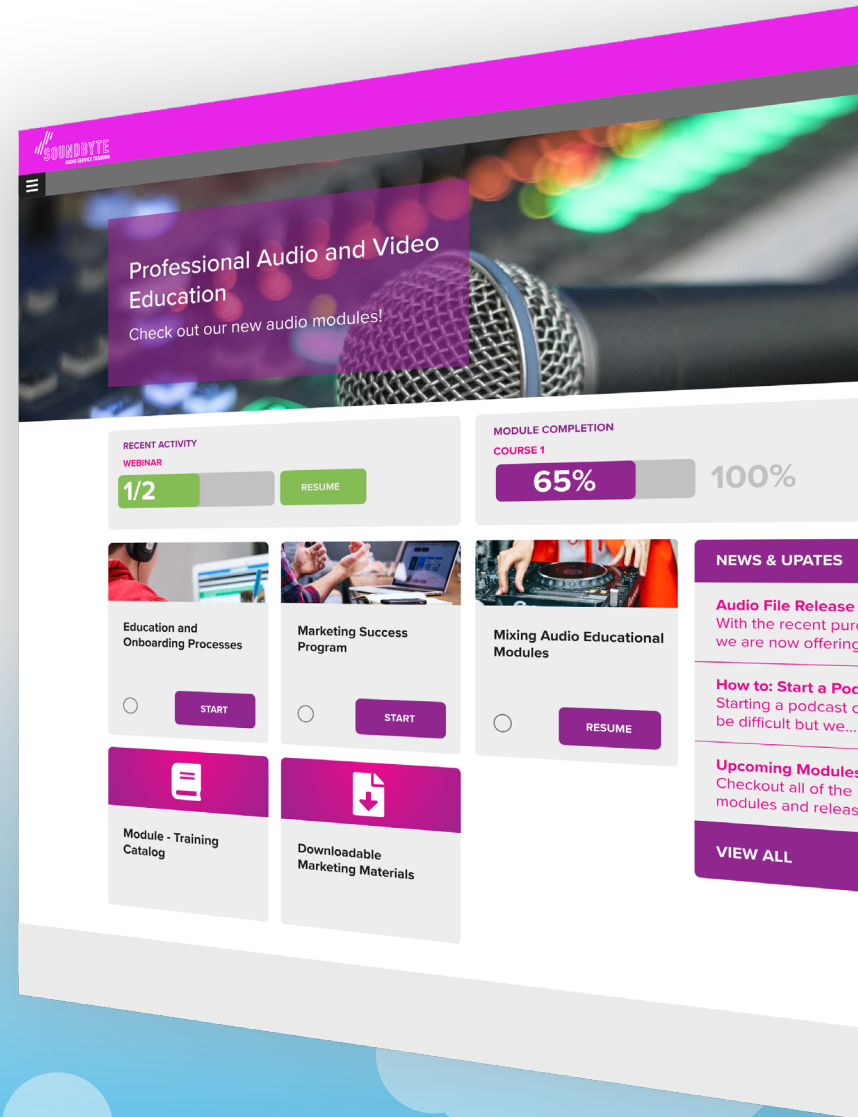 SOUNDBYTE
AUDIO SERVICE TRAINING
Professional Audio and Video
Education
Check out our new audio modules!
RECENT ACTIVITY
WEBINAR
1/2
RESUME
MODULE COMPLETION
COURSE 1
65%
100%
Education and
Onboarding Processes
START
Marketing Success
Program
START
Mixing Audio Educational
Modules
RESUME
Module - Training
Catalog
Downloadable
Marketing Materials
NEWS & UPATES
Audio File Release
With the recent
we are now offering
How to: Start a
Starting a podcast
be difficult but we...
Upcoming Modules
Checkout all of the
modules and
VIEW ALL